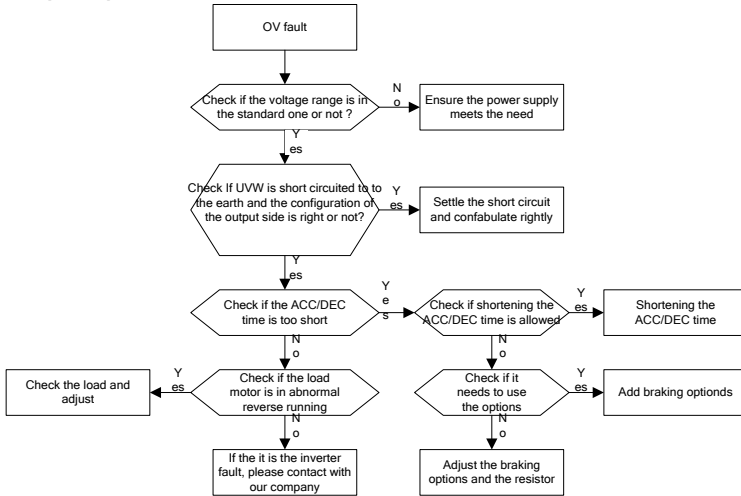 OV fault
Check if the voltage range is in
the standard one or not ?
N
o
Ensure the power supply
meets the need
Y
es
Check If UVW is short circuited to to
the earth and the configuration of
the output side is right or not?
Y
es
Settle the short circuit
and confabulate rightly
Y
es
Check if the ACC/DEC
time is too short
Y
e
s
Check if shortening the
ACC/DEC time is allowed
Y
es
Shortening the
ACC/DEC time
N
o
N
o
Check the load and
adjust
Y
es
Check if the load
motor is in abnormal
reverse running
Check if it
needs to use
the options
Y
es
Add braking optionds
N
o
N
o
If the it is the inverter
fault, please contact with
our company
Adjust the braking
options and the resistor